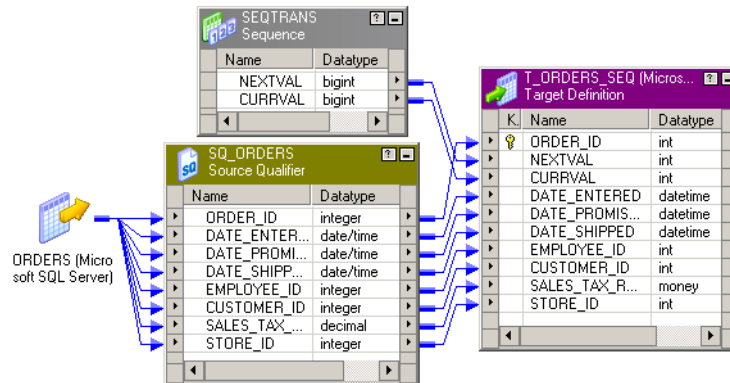 SEQTRANS
Sequence
Name Datatype
NEXTVAL bigint
CURRVAL bigint
T_ORDERS_SEQ (Micros...
Target Definition
K. Name Datatype
ORDER_ID int
NEXTVAL int
CURRVAL int
DATE_ENTERED datetime
DATE_PROMIS... datetime
DATE_SHIPPED datetime
EMPLOYEE_ID int
CUSTOMER_ID int
SALES_TAX_R... money
STORE_ID int
SQ_ORDERS
Source Qualifier
Name Datatype
ORDER_ID integer
DATE_ENTER... date/time
DATE_PROMI... date/time
DATE_SHIPP... date/time
EMPLOYEE_ID integer
CUSTOMER_ID integer
SALES_TAX_... decimal
STORE_ID integer
ORDERS (Micro
soft SQL Server)